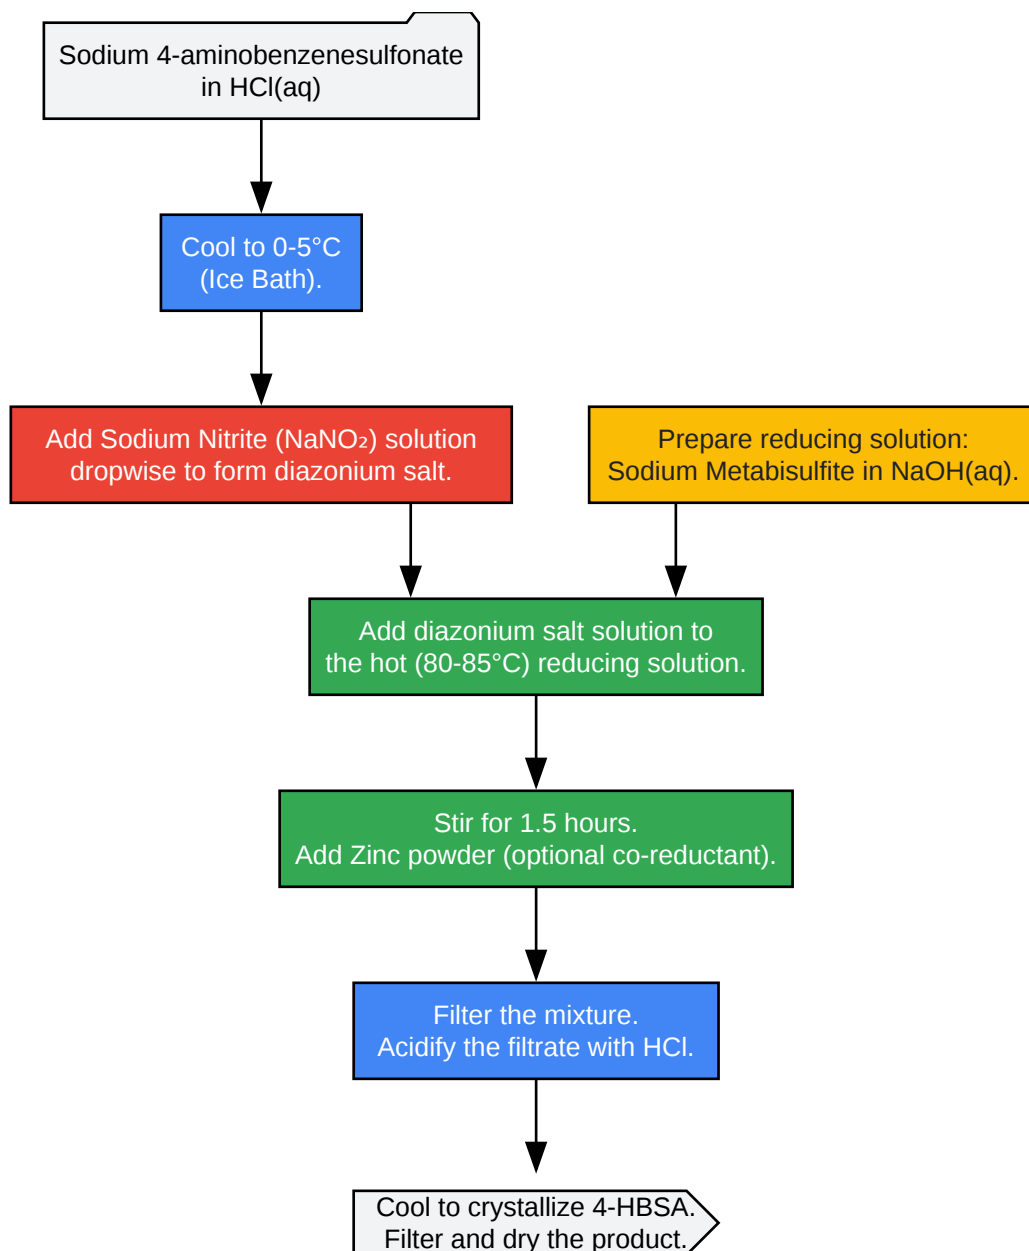 Sodium 4-aminobenzenesulfonate
in HCl(aq)
Cool to 0-5°C
(Ice Bath).
Add Sodium Nitrite (NaNO₂) solution
dropwise to form diazonium salt.
Prepare reducing solution:
Sodium Metabisulfite in NaOH(aq).
Add diazonium salt solution to
the hot (80-85°C) reducing solution.
Stir for 1.5 hours.
Add Zinc powder (optional co-reductant).
Filter the mixture.
Acidify the filtrate with HCl.
Cool to crystallize 4-HBSA.
Filter and dry the product.